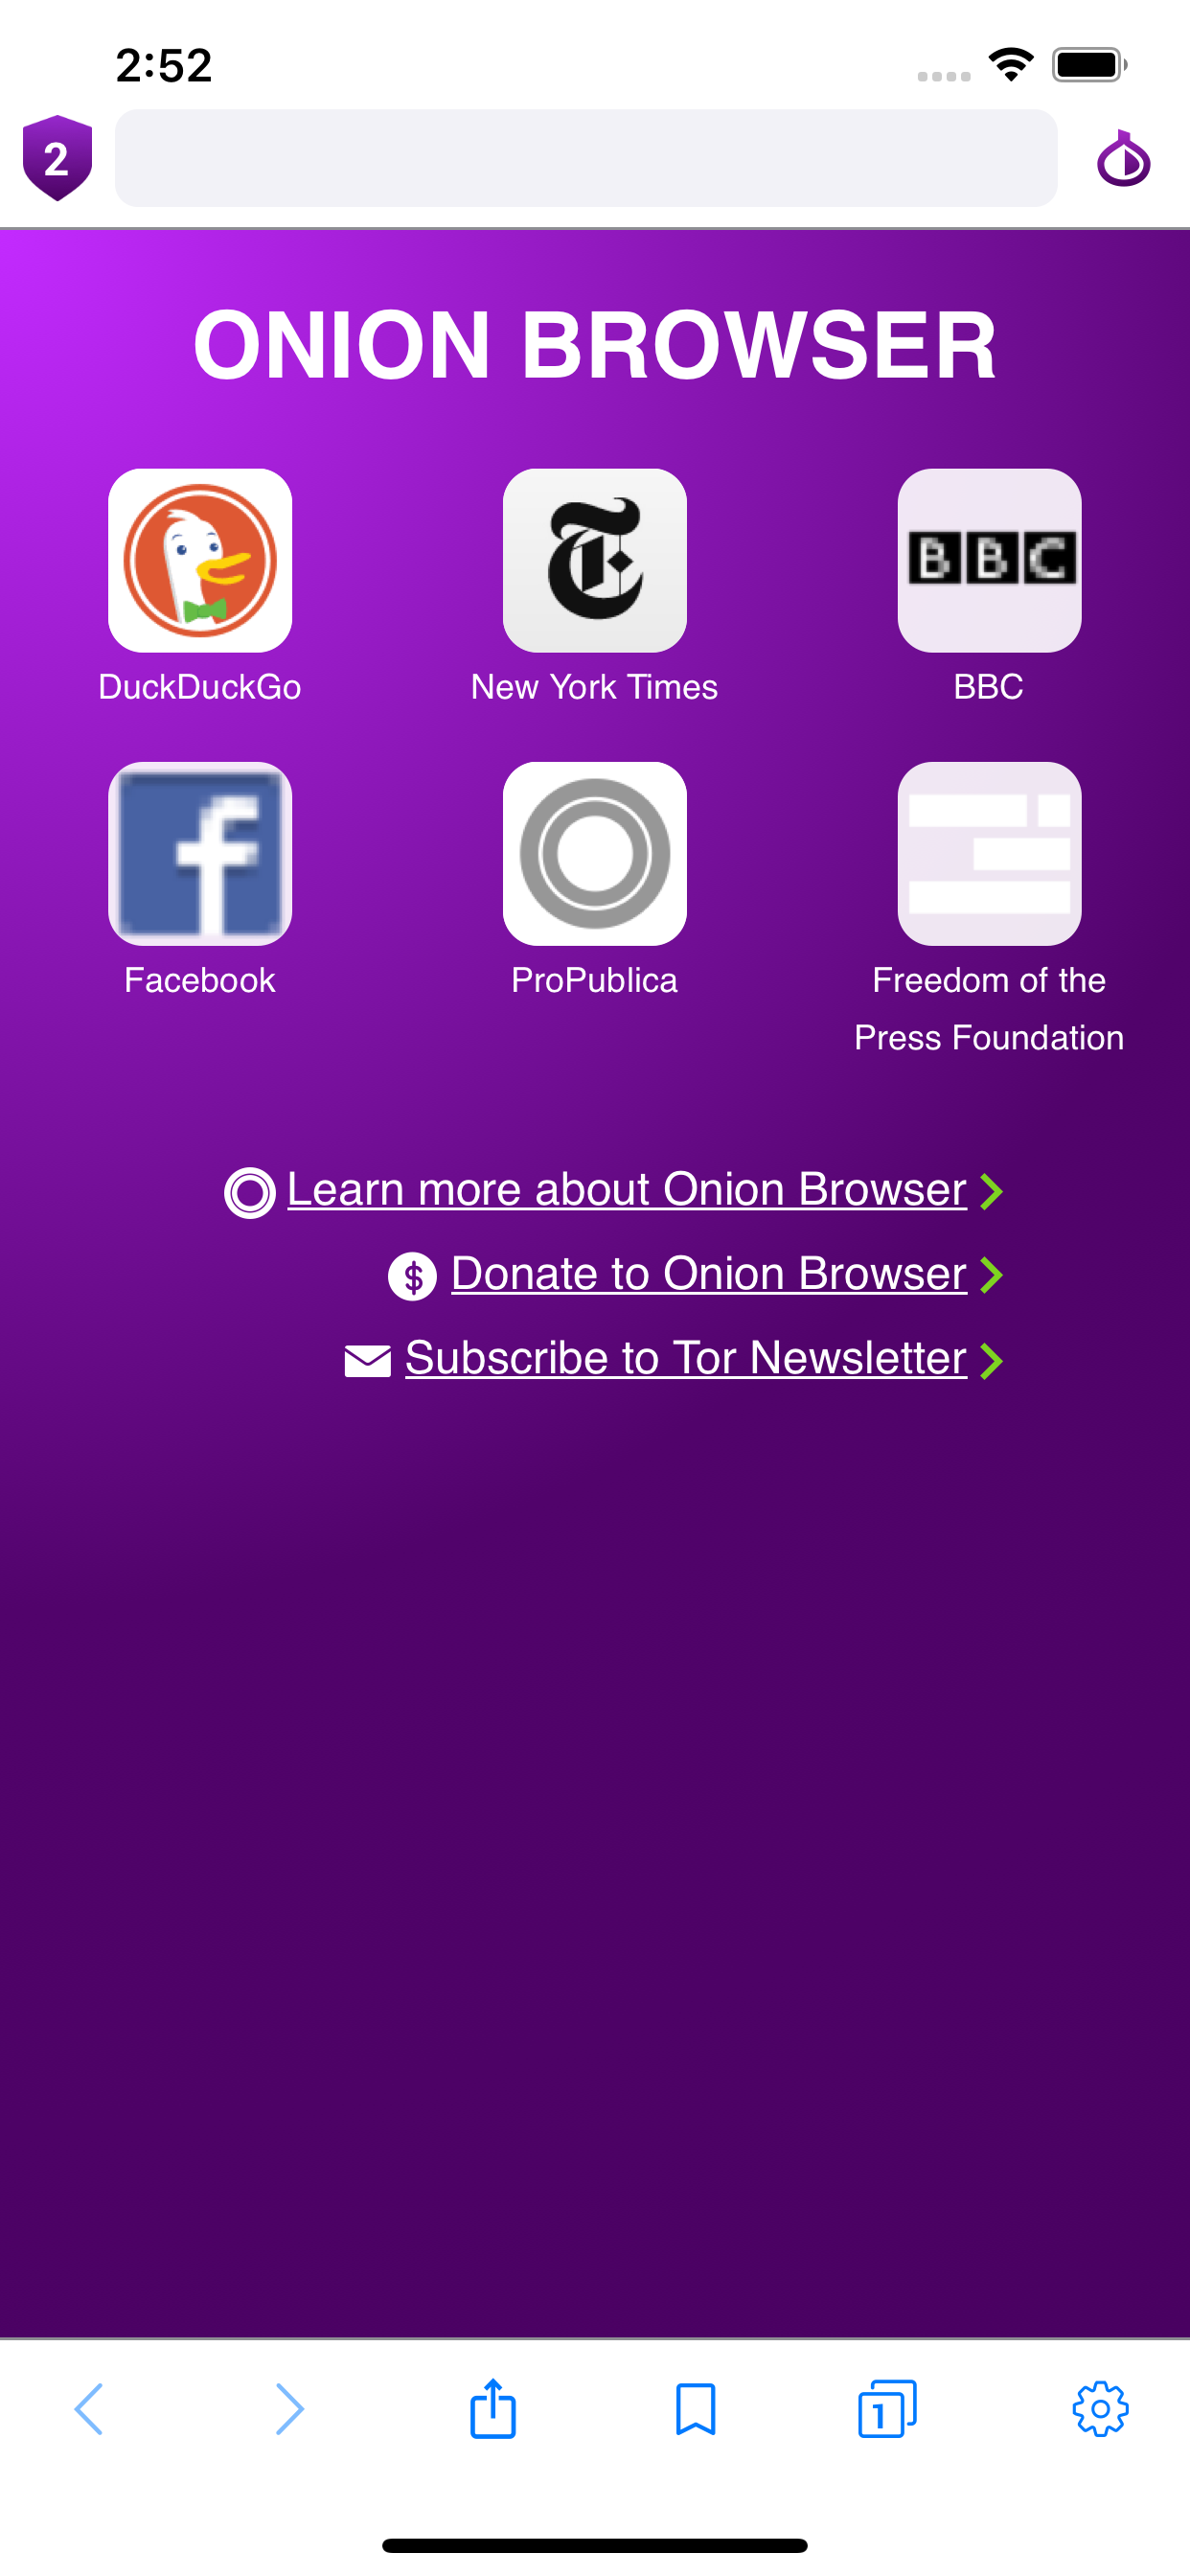 2:52
2
ONION BROWSER
BBC
DuckDuckGo
New York Times
BBC
Facebook
ProPublica
Freedom of the
Press Foundation
Learn more about Onion Browser
$ Donate to Onion Browser
Subscribe to Tor Newsletter
1